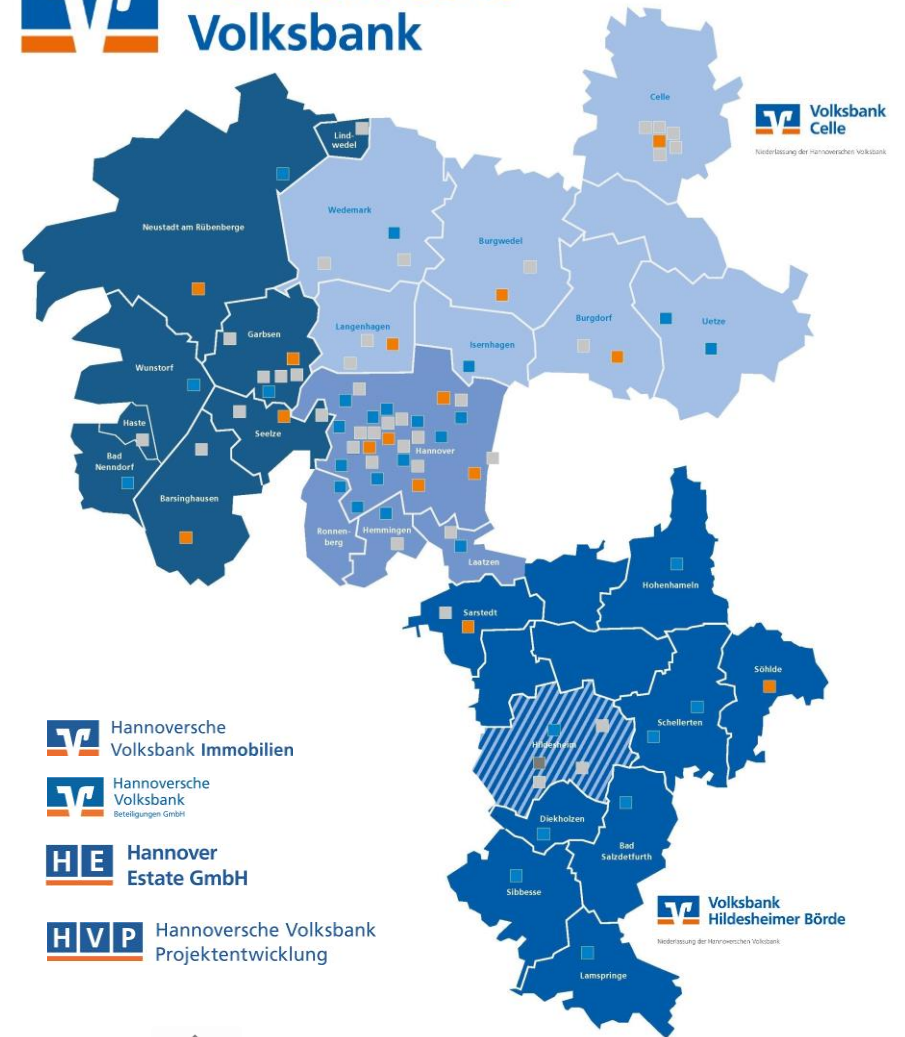 Volksbank
Celle
Volksbank
Celle
Niederlassung der Hannoverschen Volksbank
Lind-
wedel
Wedemark
Neustadt am Rübenberge
Burgwedel
Langenhagen
Burgdorf
Uetze
Garbsen
Isernhagen
Wunstorf
Haste
Seelze
Bad
Nenndorf
Hannover
Barsinghausen
Ronnen-
berg
Hemmingen
Laatzen
Hohenhameln
Sarstedt
Söhlde
Schellerten
Hildesheim
Diekholzen
Bad
Salzdetfurth
Sibbesse
Lamspringe
Hannoversche
Volksbank Immobilien
Hannoversche
Volksbank
Beteiligungen GmbH
HE Hannover
Estate GmbH
HVP Hannoversche Volksbank
Projektentwicklung
Volksbank
Hildesheimer Börde
Niederlassung der Hannoverschen Volksbank